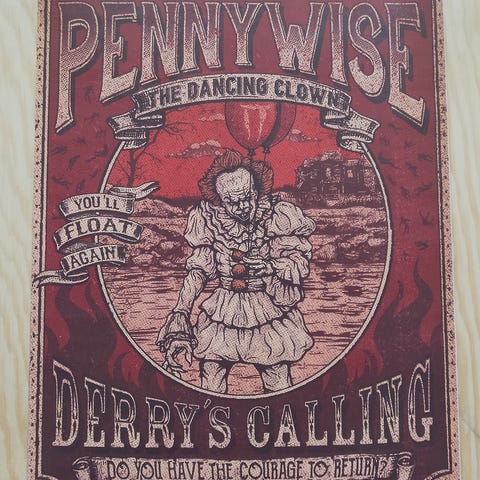 PENNYWISE
THE DANCING CLOWN
YOU'LL
FLOAT
AGAIN
DERRY'S CALLING
DO YOU HAVE THE COURAGE TO RETURN?